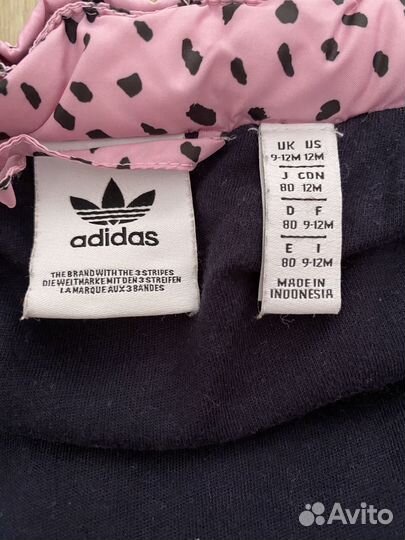 adidas
THE BRAND WITH THE 3 STRIPES
DIE WELTMARKE MIT DEN 3 STREIFEN
LA MARQUE AUX 3 BANDES
UK US
9-12M 12M
J CDN
80 12M
D F
80 9-12M
E I
80 9-12M
MADE IN
INDONESIA
Avito